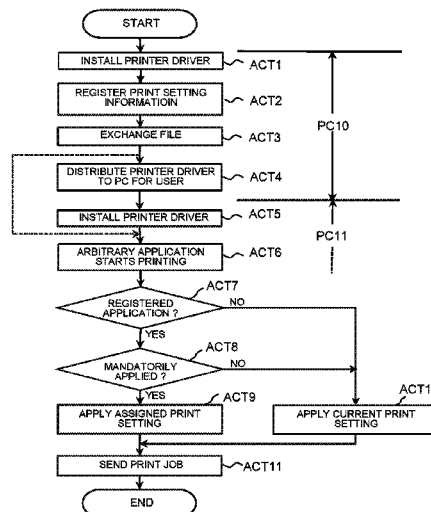 START
INSTALL PRINTER DRIVER
ACT1
REGISTER PRINT SETTING
INFORMATIOIN
ACT2
EXCHANGE FILE
ACT3
PC10
DISTRIBUTE PRINTER DRIVER
TO PC FOR USER
ACT4
INSTALL PRINTER DRIVER
ACT5
PC11
ARBITRARY APPLICATION
STARTS PRINTING
ACT6
ACT7
REGISTERED
APPLICATION ?
NO
YES
ACT8
MANDATORILY
APPLIED ?
NO
YES
ACT9
ACT1
APPLY ASSIGNED PRINT
SETTING
APPLY CURRENT PRINT
SETTING
SEND PRINT JOB
ACT11
END